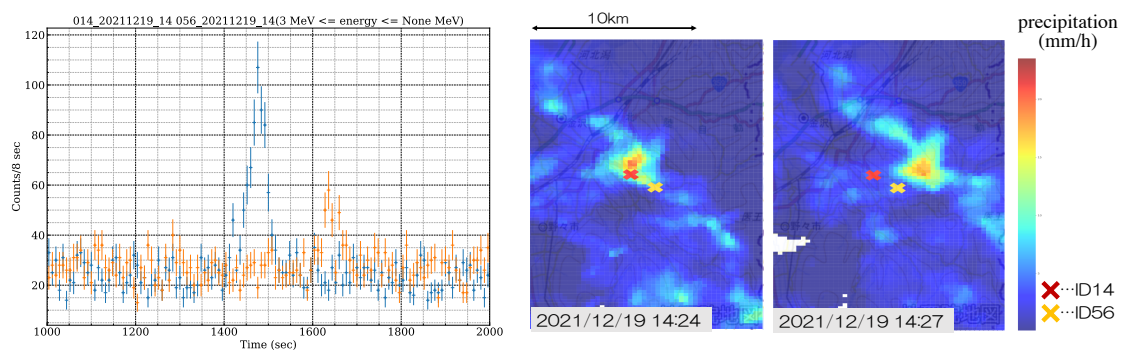 014_20211219_14 056_20211219_14(3 MeV <= energy <= None MeV)
120
100
80
60
40
20
Counts/8 sec
1000
1200
1400
1600
1800
2000
Time (sec)
10km
2021/12/19 14:24
2021/12/19 14:27
地図
precipitation
(mm/h)
✕…ID14
✕…ID56